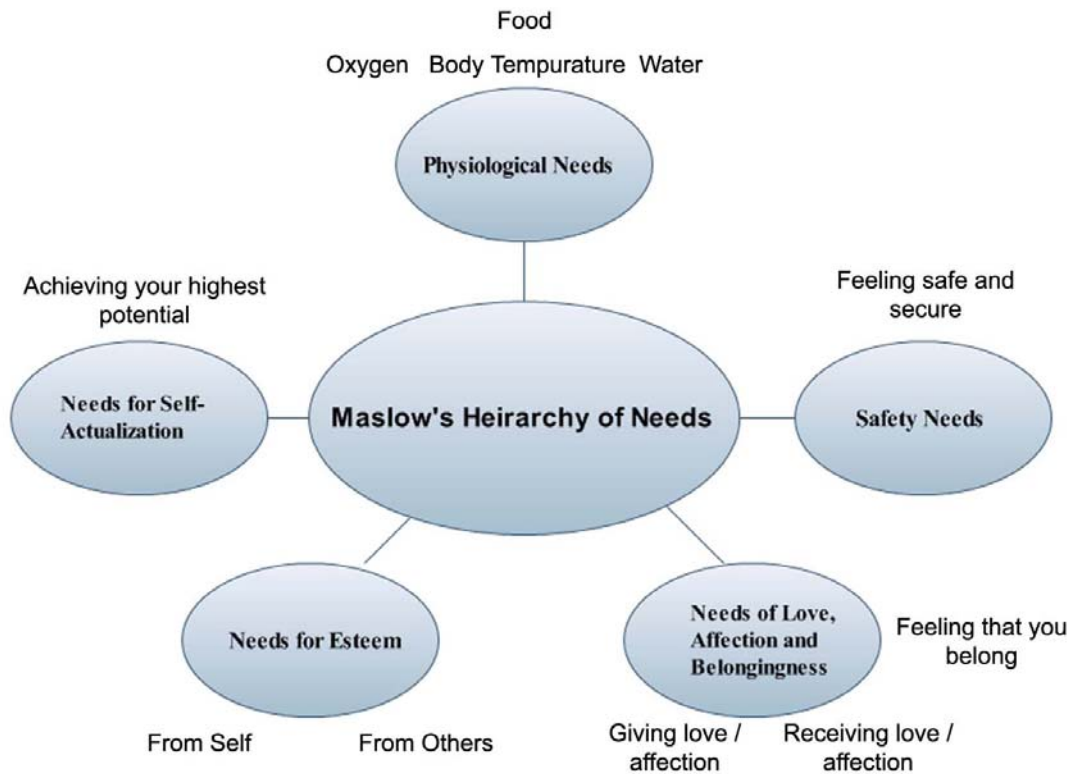 Food
Oxygen Body Tempurature Water
Physiological Needs
Achieving your highest
potential
Feeling safe and
secure
Needs for Self-
Actualization
Maslow's Heirarchy of Needs
Safety Needs
Needs for Esteem
Needs of Love,
Affection and
Belongingness
Feeling that you
belong
From Self
From Others
Giving love /
affection
Receiving love /
affection